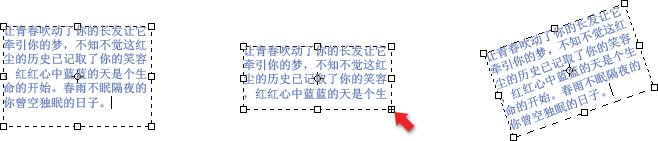 让青春吹动了你的长发让它
牵引你的梦，不知不觉这红
尘的历史已记取了你的笑容
红红心中蓝蓝的天是个生
命的开始。春雨不眠隔夜的
你曾空独眠的日子。
让青春吹动了你的长发让它
牵引你的梦，不知不觉这红
尘的历史已记取了你的笑容
红红心中蓝蓝的天是个生
让青春吹动了你的长发让它
牵引你的梦，不知不觉这红
尘的历史已记取了你的笑容
红红心中蓝蓝的天是个生
命的开始。春雨不眠隔夜的
你曾空独眠的日子。